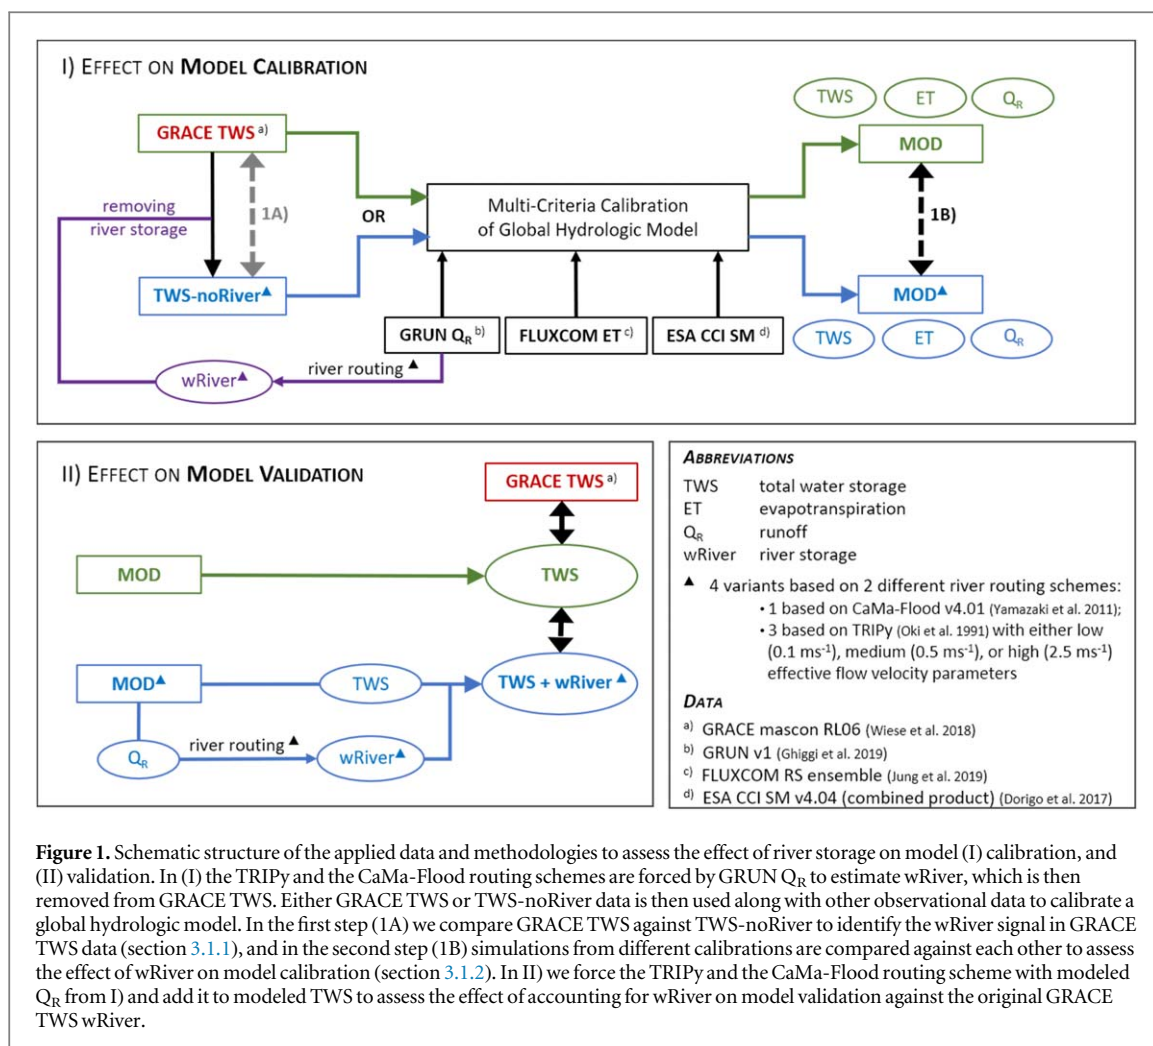 I) EFFECT ON MODEL CALIBRATION
GRACE TWS a)
removing
river storage
1A)
TWS-noRiver▲
wRiver▲
river routing ▲
OR
Multi-Criteria Calibration
of Global Hydrologic Model
GRUN QR b)
FLUXCOM ET c)
ESA CCI SM d)
TWS
ET
QR
MOD
1B)
MOD▲
TWS
ET
QR
II) EFFECT ON MODEL VALIDATION
GRACE TWS a)
MOD
TWS
MOD▲
TWS
TWS + wRiver ▲
QR
river routing ▲
wRiver▲
ABBREVIATIONS
TWS total water storage
ET evapotranspiration
QR runoff
wRiver river storage
▲ 4 variants based on 2 different river routing schemes:
• 1 based on CaMa-Flood v4.01 (Yamazaki et al. 2011);
• 3 based on TRIPy (Oki et al. 1991) with either low
(0.1 ms-1), medium (0.5 ms-1), or high (2.5 ms-1)
effective flow velocity parameters
DATA
a) GRACE mascon RL06 (Wiese et al. 2018)
b) GRUN v1 (Ghiggi et al. 2019)
c) FLUXCOM RS ensemble (Jung et al. 2019)
d) ESA CCI SM v4.04 (combined product) (Dorigo et al. 2017)
Figure 1. Schematic structure of the applied data and methodologies to assess the effect of river storage on model (I) calibration, and
(II) validation. In (I) the TRIPy and the CaMa-Flood routing schemes are forced by GRUN QR to estimate wRiver, which is then
removed from GRACE TWS. Either GRACE TWS or TWS-noRiver data is then used along with other observational data to calibrate a
global hydrologic model. In the first step (1A) we compare GRACE TWS against TWS-noRiver to identify the wRiver signal in GRACE
TWS data (section 3.1.1), and in the second step (1B) simulations from different calibrations are compared against each other to assess
the effect of wRiver on model calibration (section 3.1.2). In II) we force the TRIPy and the CaMa-Flood routing scheme with modeled
QR from I) and add it to modeled TWS to assess the effect of accounting for wRiver on model validation against the original GRACE
TWS wRiver.